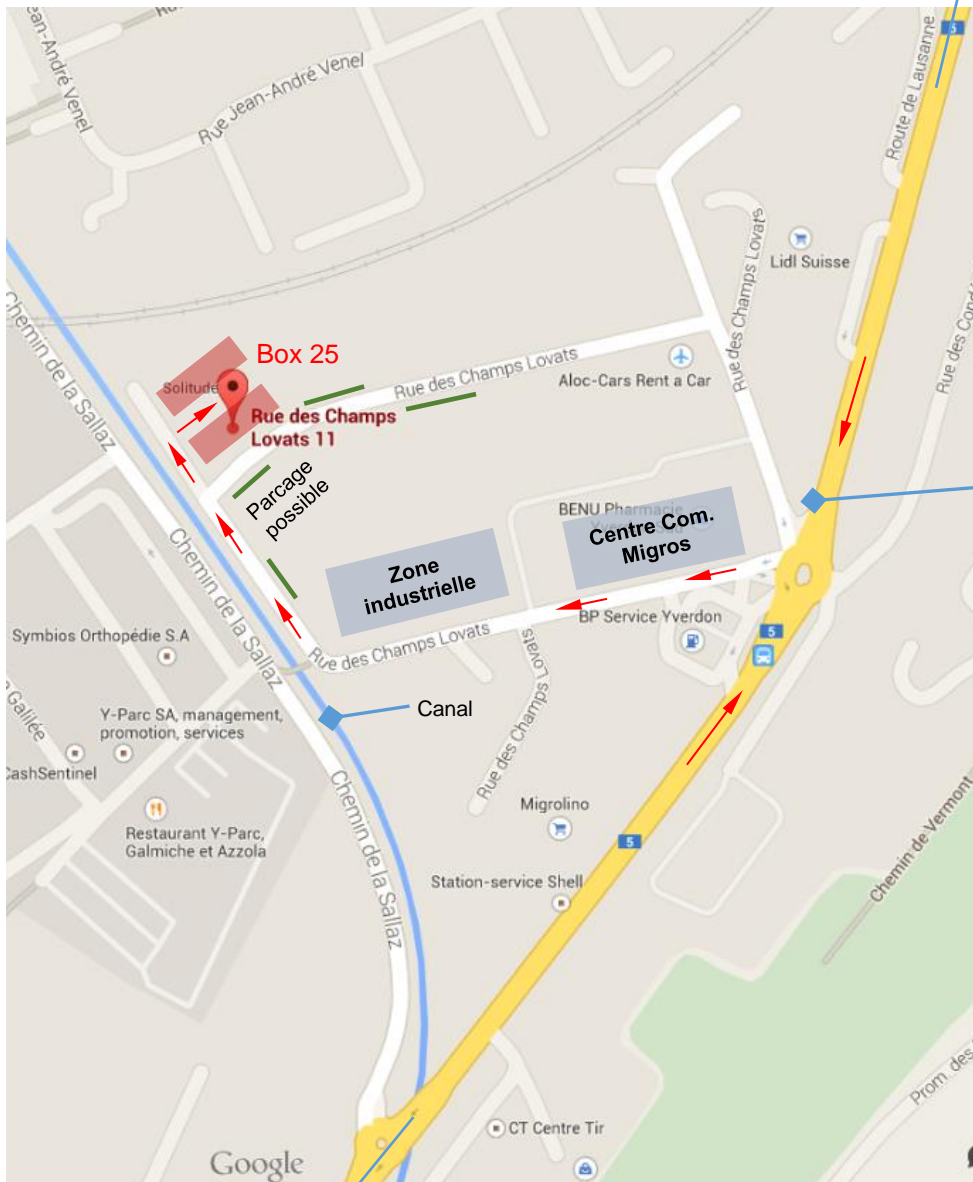 5
Jean-André Venel
Rue Jean-André Venel
Route de Lausanne
Lidl Suisse
Rue des Champs Lovats
Chemin de la Sallaz
Box 25
Solitude
Rue des Champs
Lovats 11
Rue des Champs Lovats
Aloc-Cars Rent a Car
Parcage
possible
BENU Pharmacie
Centre Com.
Migros
Zone
industrielle
Chemin de la Sallaz
BP Service Yverdon
5
Symbios Orthopédie S.A
Rue des Champs Lovats
Rue des Champs Lovats
Canal
Y-Parc SA, management,
promotion, services
Galilée
CashSentinel
Restaurant Y-Parc,
Galmiche et Azzola
Chemin de la Sallaz
Migrolino
5
Station-service Shell
Chemin de Vermont
Prom. des
CT Centre Tir
Google